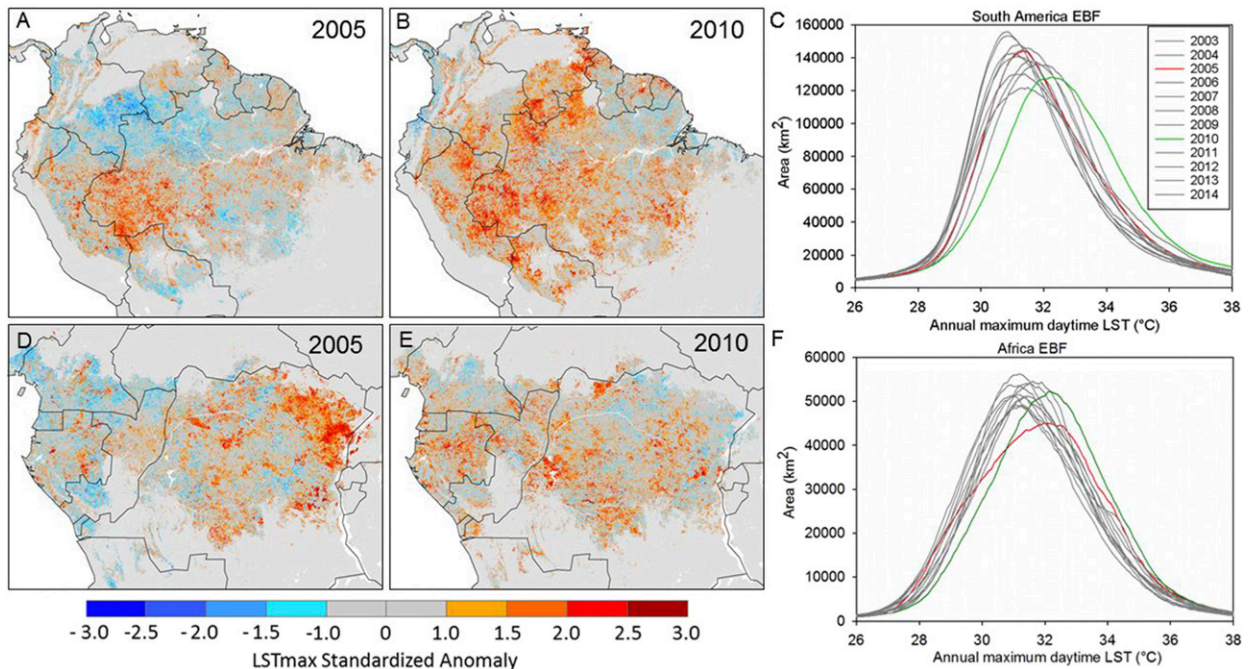 A
2005
B
2010
C
South America EBF
160000
140000
120000
100000
80000
60000
40000
20000
0
Area (km²)
26 28 30 32 34 36 38
Annual maximum daytime LST (°C)
2003
2004
2005
2006
2007
2008
2009
2010
2011
2012
2013
2014
D
2005
E
2010
F
Africa EBF
60000
50000
40000
30000
20000
10000
0
Area (km²)
26 28 30 32 34 36 38
Annual maximum daytime LST (°C)
- 3.0 -2.5 -2.0 -1.5 -1.0 0 1.0 1.5 2.0 2.5 3.0
LSTmax Standardized Anomaly